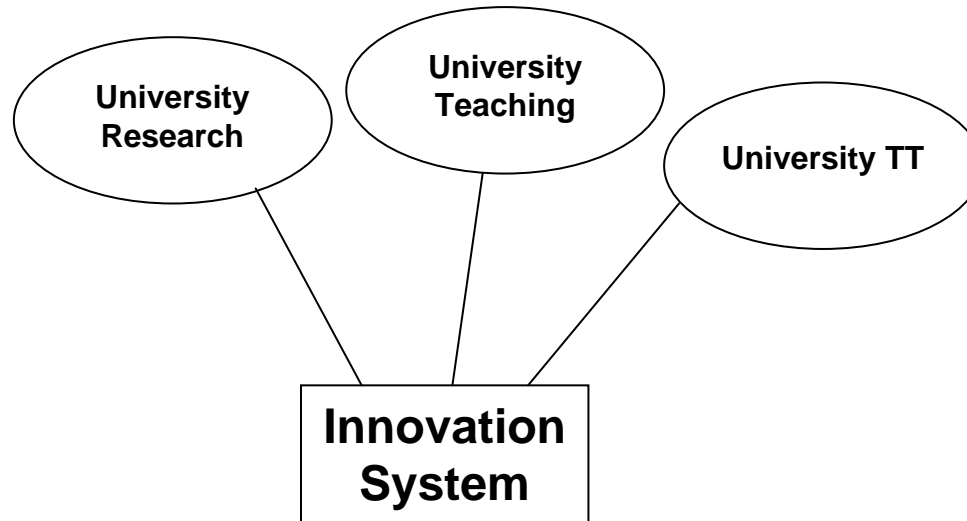 University
Research
University
Teaching
University TT
Innovation
System